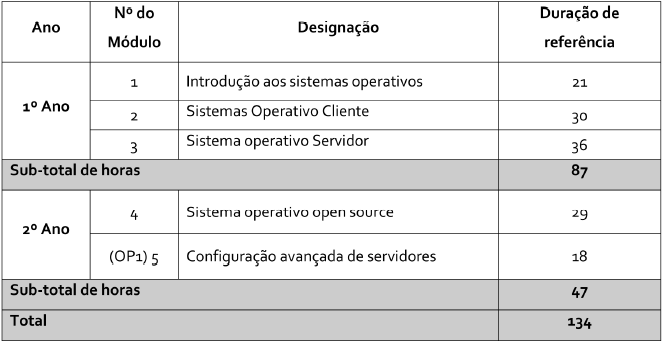 Ano Nº do Módulo Designação Duração de referência
1º Ano
1 Introdução aos sistemas operativos 21
2 Sistemas Operativo Cliente 30
3 Sistema operativo Servidor 36
Sub-total de horas 87
2º Ano
4 Sistema operativo open source 29
(OP1) 5 Configuração avançada de servidores 18
Sub-total de horas 47
Total 134